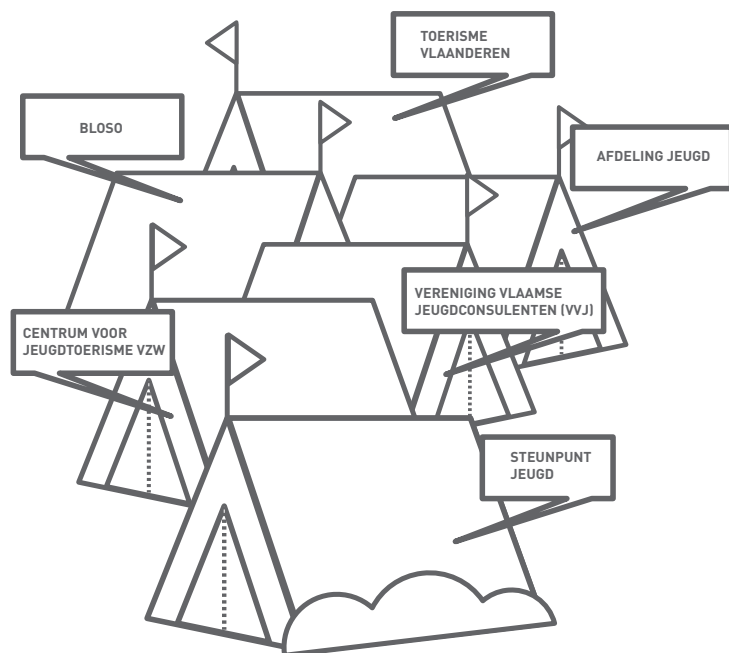 TOERISME
VLAANDEREN
BLOSO
AFDELING JEUGD
VERENIGING VLAAMSE
JEUGDCONSULENTEN (VVJ)
CENTRUM VOOR
JEUGDTOERISME VZW
STEUNPUNT
JEUGD